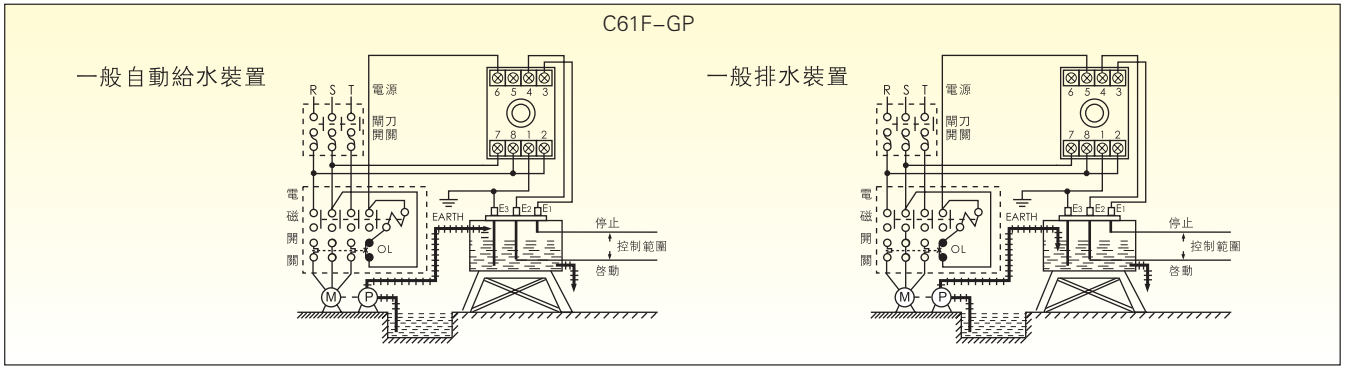 C61F-GP
一般自動給水裝置
R S T 電源
閘刀
開關
6 5 4 3
7 8 1 2
電
磁
開
關
OL
EARTH
E3 E2 E1
停止
控制範圍
啓動
M P
一般排水裝置
R S T 電源
閘刀
開關
6 5 4 3
7 8 1 2
電
磁
開
關
OL
EARTH
E3 E2 E1
停止
控制範圍
啓動
M P